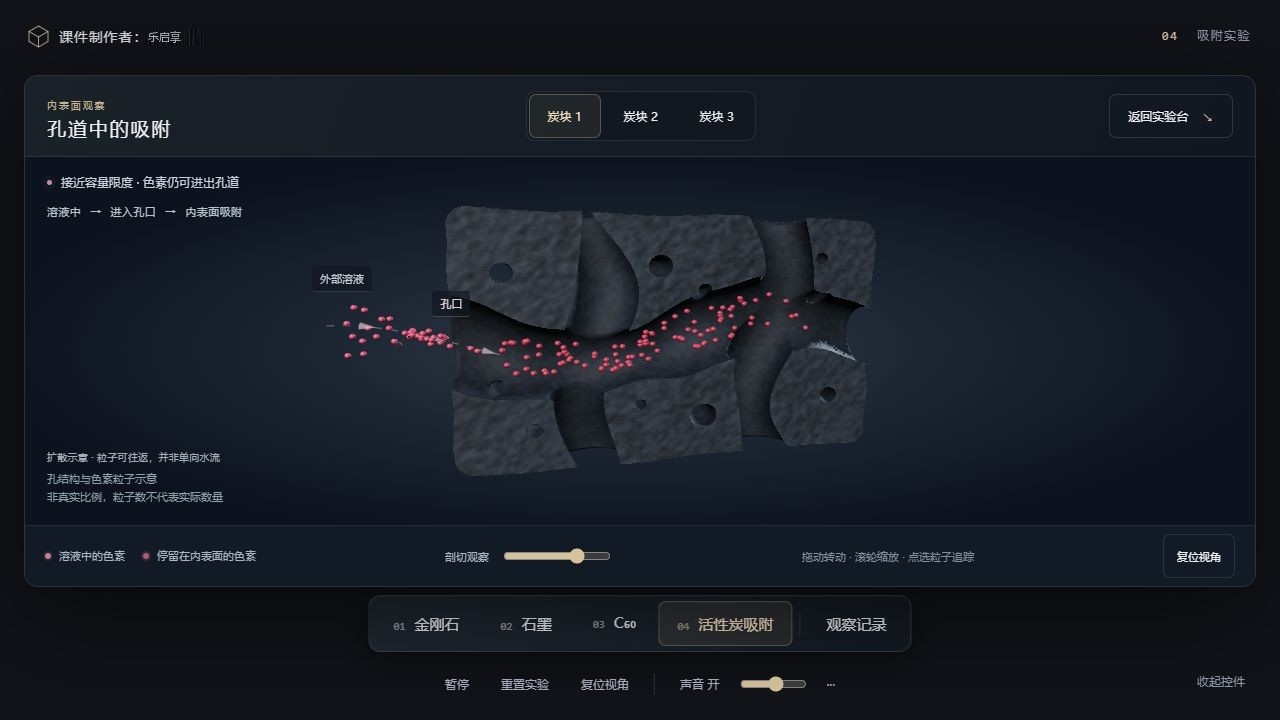 课件制作者：乐启享
04 吸附实验
内表面观察
孔道中的吸附
炭块 1 炭块 2 炭块 3
返回实验台 ↘
接近容量限度 · 色素仍可进出孔道
溶液中 → 进入孔口 → 内表面吸附
外部溶液
孔口
扩散示意 · 粒子可往返，并非单向水流
孔结构与色素粒子示意
非真实比例，粒子数不代表实际数量
溶液中的色素 停留在内表面的色素
剖切观察
拖动转动 · 滚轮缩放 · 点选粒子追踪
复位视角
01 金刚石 02 石墨 03 C60 04 活性炭吸附 观察记录
暂停 重置实验 复位视角 声音 开 ···
收起控件